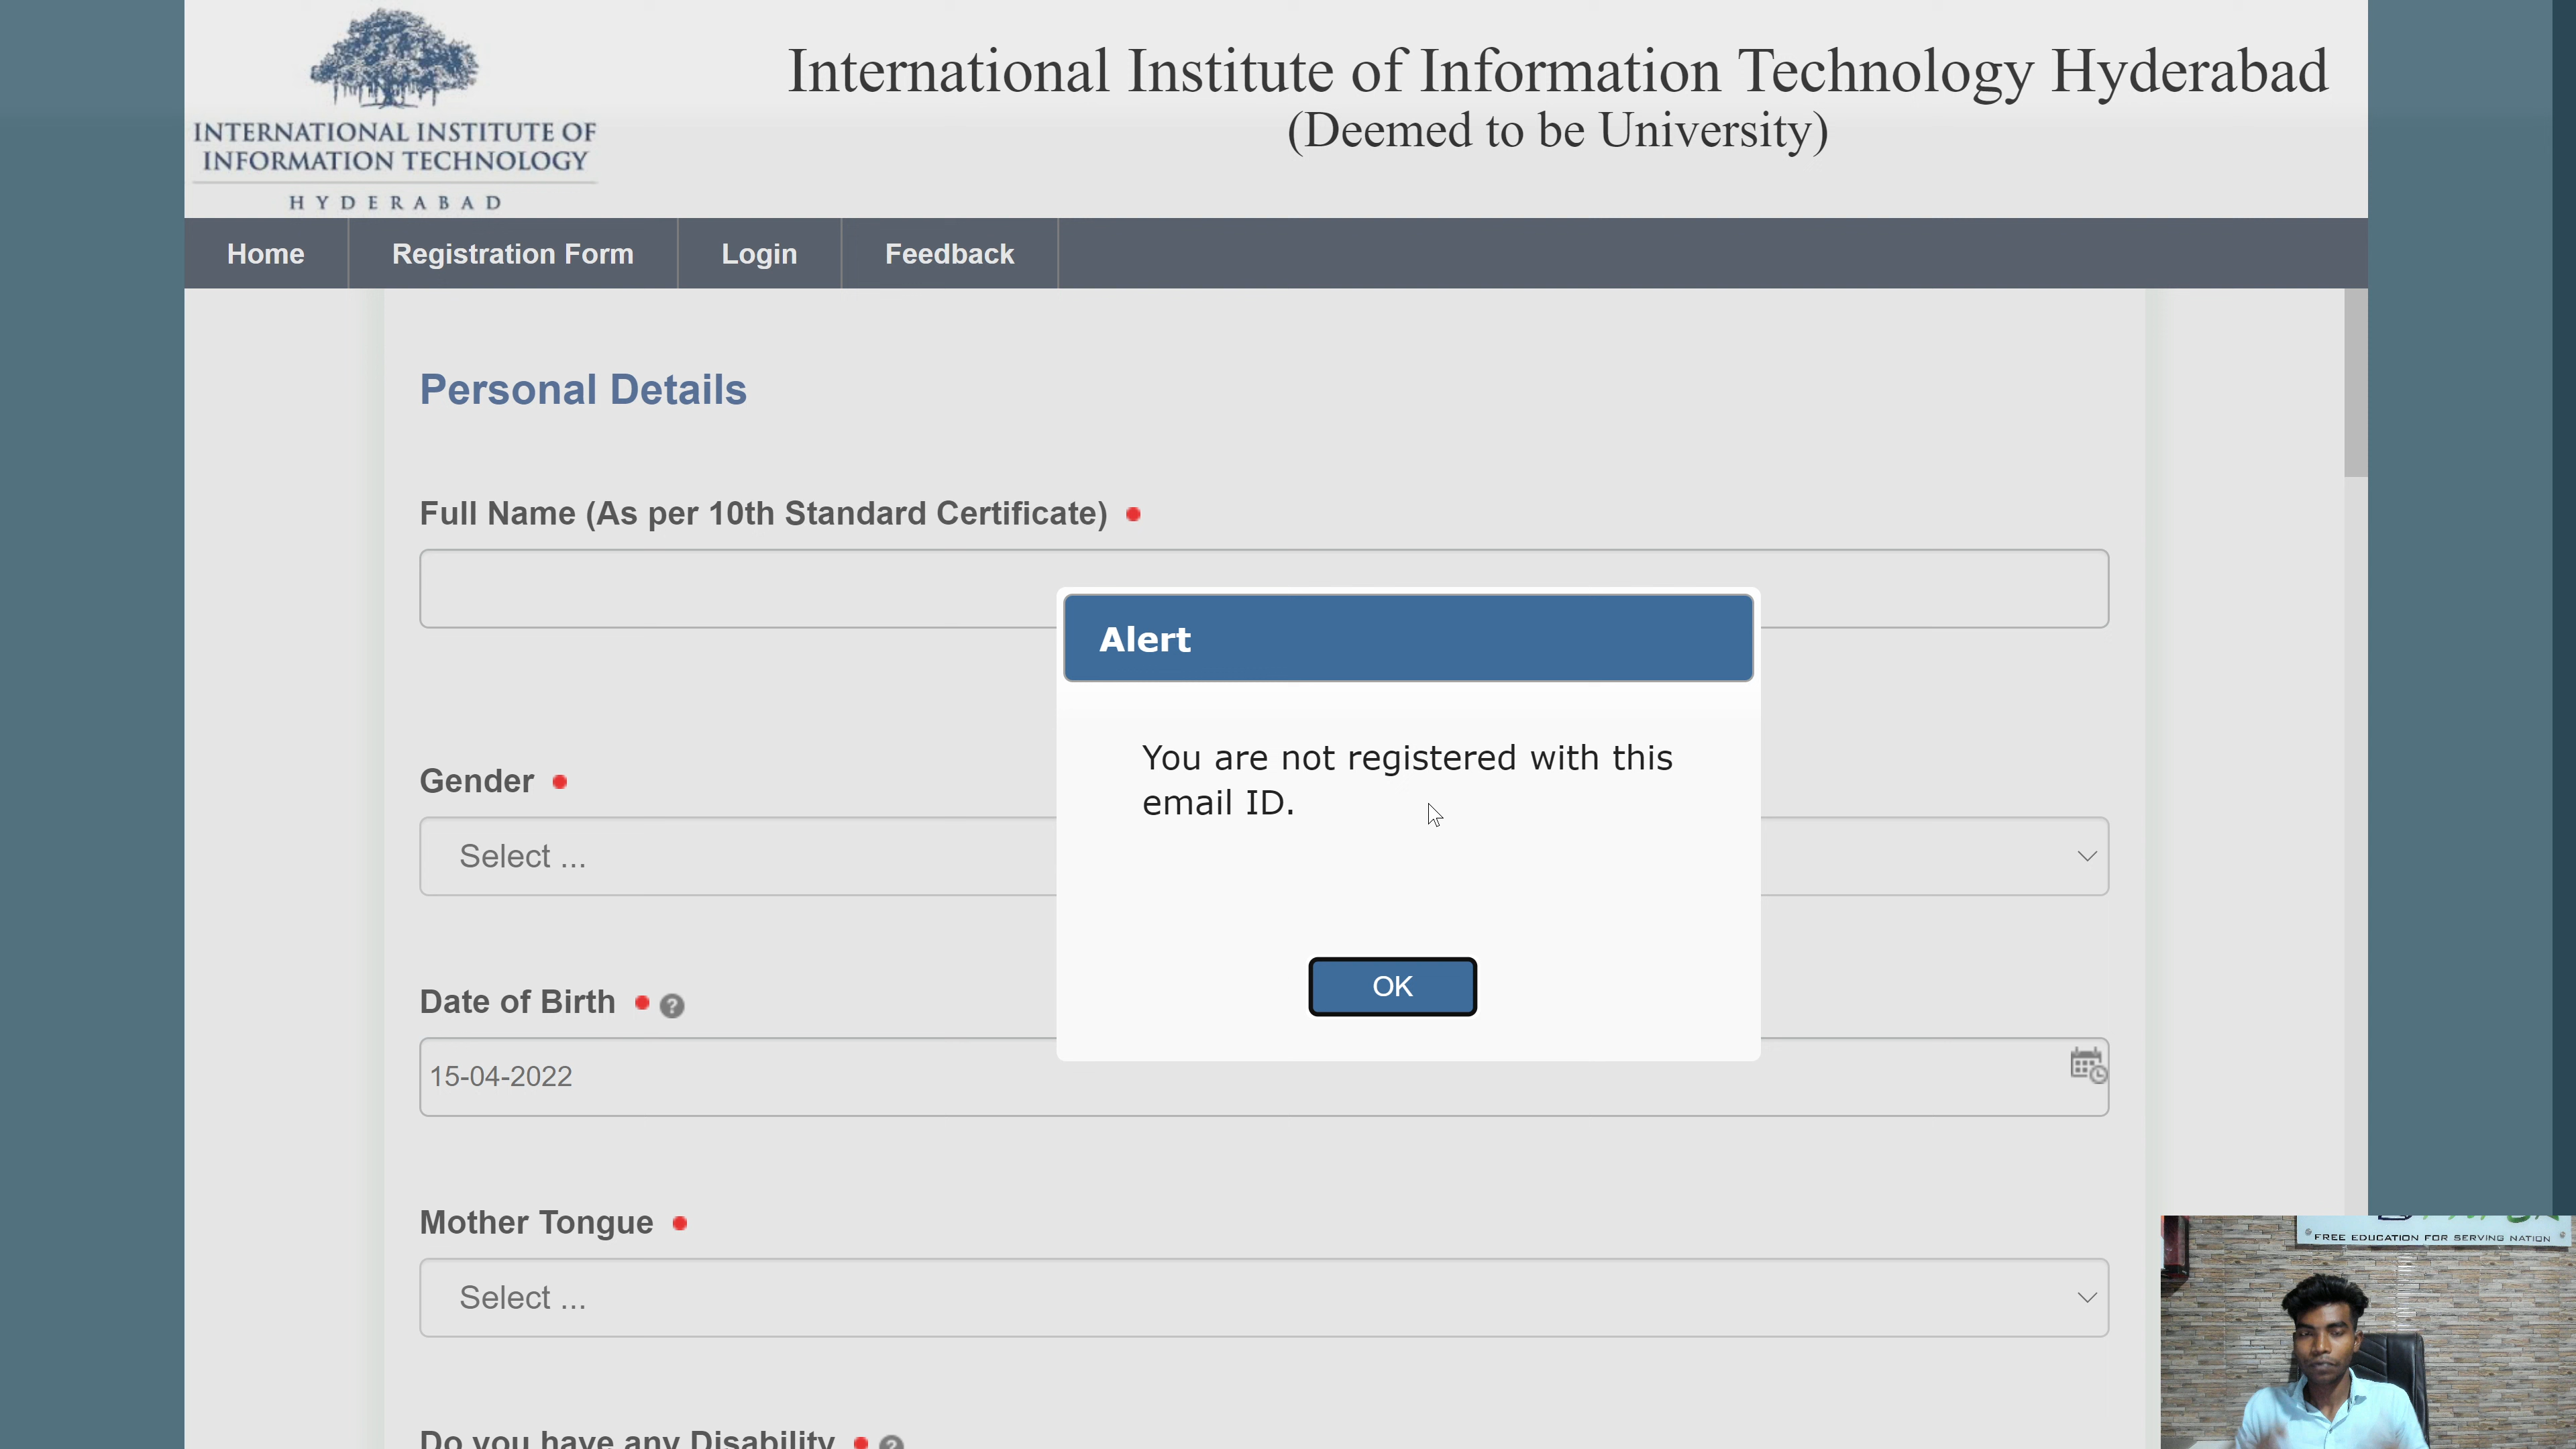 INTERNATIONAL INSTITUTE OF
INFORMATION TECHNOLOGY
HYDERABAD
International Institute of Information Technology Hyderabad
(Deemed to be University)
Home
Registration Form
Login
Feedback
Personal Details
Full Name (As per 10th Standard Certificate)
Alert
You are not registered with this
email ID.
OK
Gender
Select ...
Date of Birth
?
15-04-2022
Mother Tongue
Select ...
Do you have any Disability
?
FREE EDUCATION FOR SERVING NATION